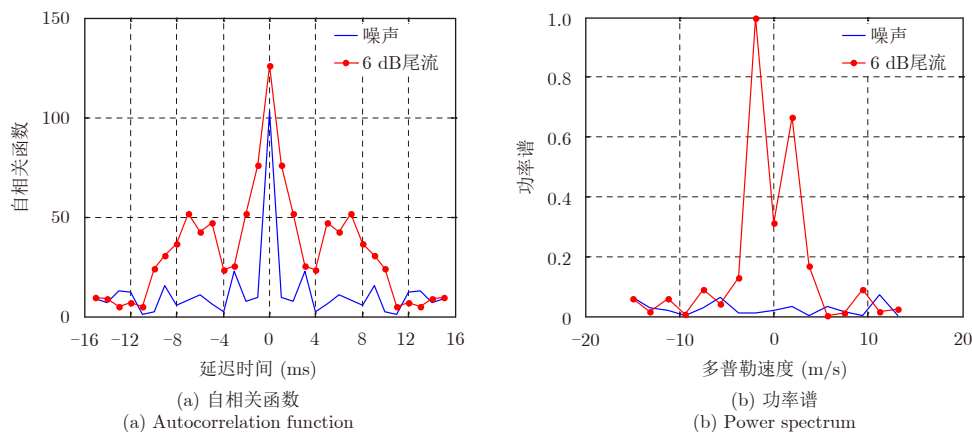 150
100
50
0
自相关函数
噪声
6 dB尾流
−16 −12 −8 −4 0 4 8 12 16
延迟时间 (ms)
(a) 自相关函数
(a) Autocorrelation function
1.0
0.8
0.6
0.4
0.2
0
功率谱
噪声
6 dB尾流
−20 −10 0 10 20
多普勒速度 (m/s)
(b) 功率谱
(b) Power spectrum